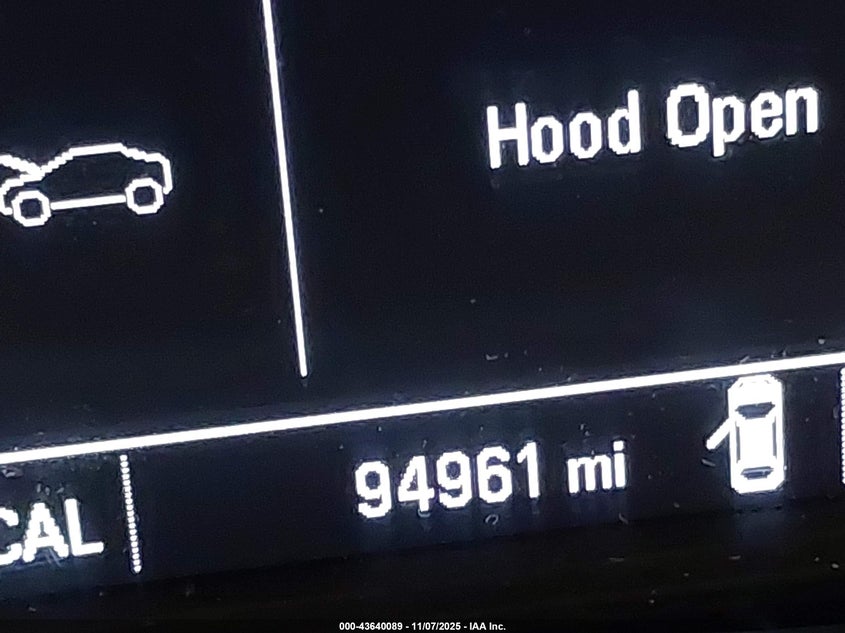 Hood Open
94961 mi
CAL
000-43640089 - 11/07/2025 - IAA Inc.